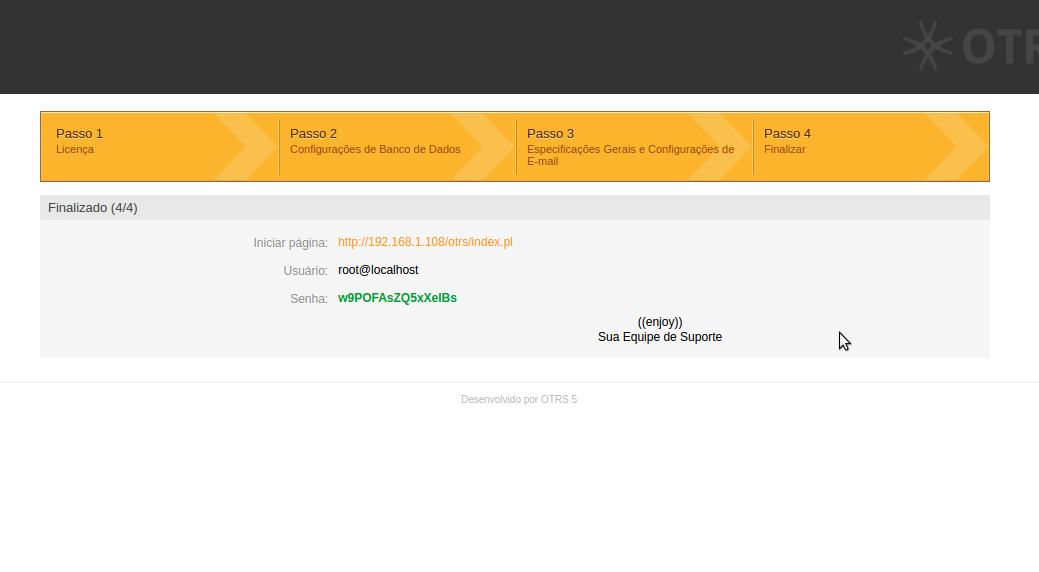 OTR
Passo 1
Licença
Passo 2
Configurações de Banco de Dados
Passo 3
Especificações Gerais e Configurações de
E-mail
Passo 4
Finalizar
Finalizado (4/4)
Iniciar página: http://192.168.1.108/otrs/index.pl
Usuário: root@localhost
Senha: w9POFAsZQ5xXeIBs
((enjoy))
Sua Equipe de Suporte
Desenvolvido por OTRS 5